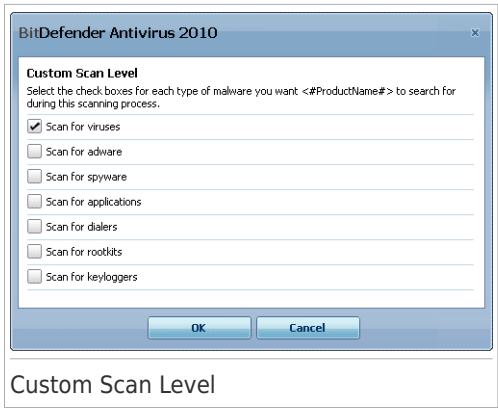 BitDefender Antivirus 2010
Custom Scan Level
Select the check boxes for each type of malware you want <#ProductName#> to search for
during this scanning process.
Scan for viruses
Scan for adware
Scan for spyware
Scan for applications
Scan for dialers
Scan for rootkits
Scan for keyloggers
OK
Cancel
Custom Scan Level